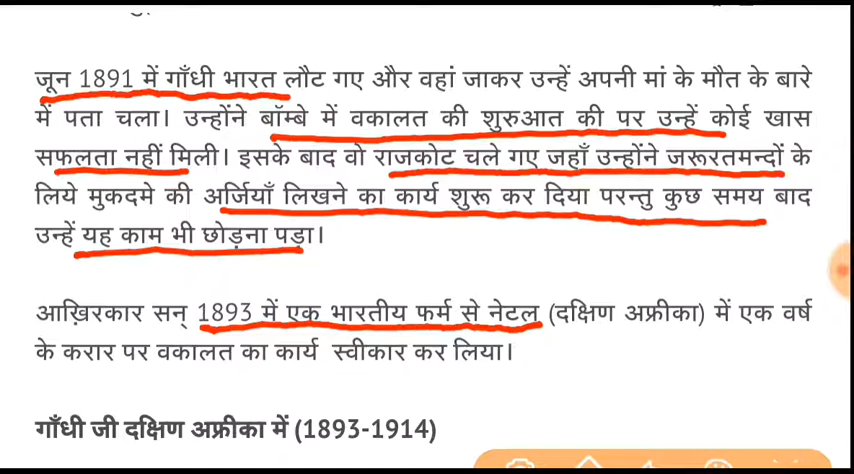 जून 1891 में गाँधी भारत लौट गए और वहां जाकर उन्हें अपनी मां के मौत के बारे
में पता चला। उन्होंने बॉम्बे में वकालत की शुरुआत की पर उन्हें कोई खास
सफलता नहीं मिली। इसके बाद वो राजकोट चले गए जहाँ उन्होंने जरूरतमन्दों के
लिये मुकदमे की अर्जियाँ लिखने का कार्य शुरू कर दिया परन्तु कुछ समय बाद
उन्हें यह काम भी छोड़ना पड़ा।
आख़िरकार सन् 1893 में एक भारतीय फर्म से नेटल (दक्षिण अफ्रीका) में एक वर्ष
के करार पर वकालत का कार्य स्वीकार कर लिया।
गाँधी जी दक्षिण अफ्रीका में (1893-1914)